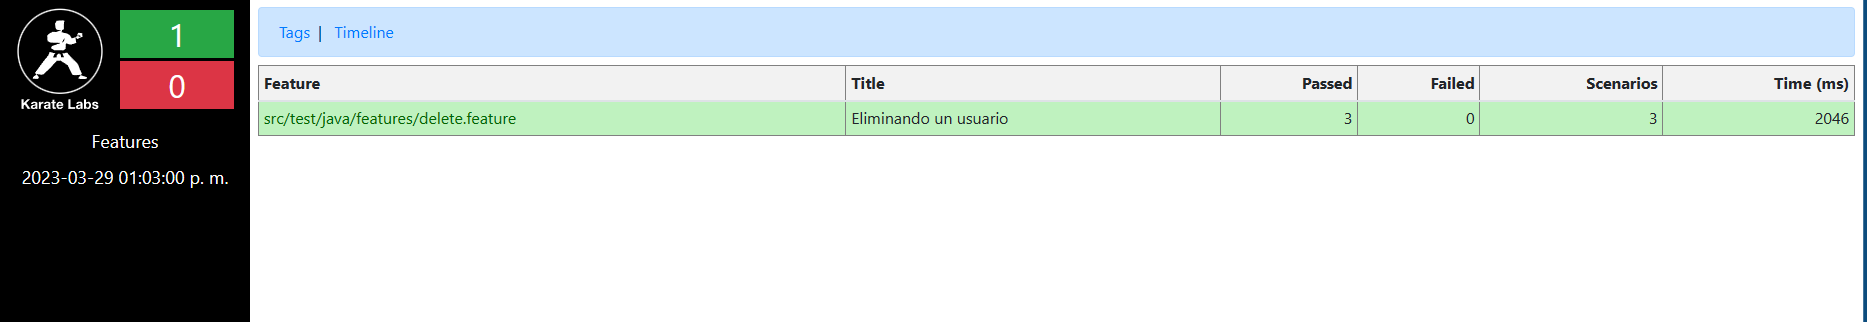 1
0
Karate Labs
Features
2023-03-29 01:03:00 p. m.
Tags | Timeline
Feature Title Passed Failed Scenarios Time (ms)
src/test/java/features/delete.feature Eliminando un usuario 3 0 3 2046